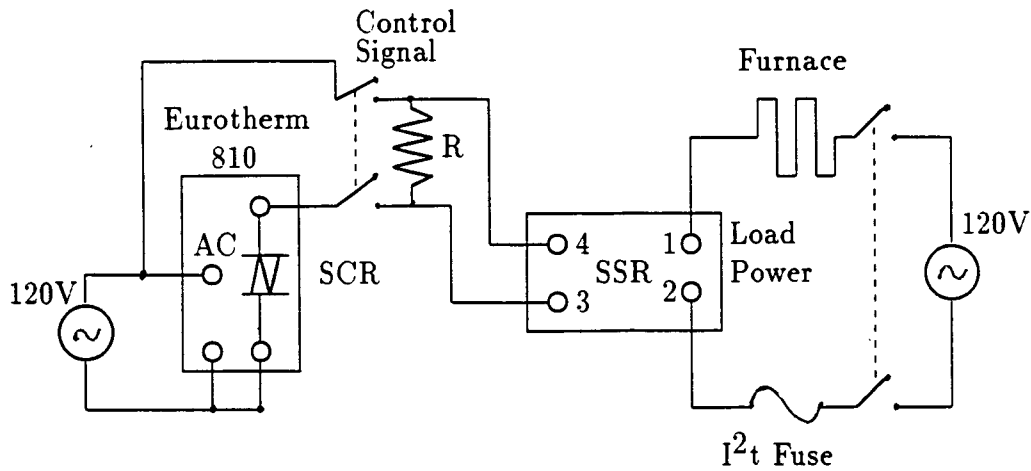 Control
Signal
Furnace
Eurotherm
810
R
AC
SCR
120V
4
1
Load
SSR
Power
3
2
120V
I²t Fuse